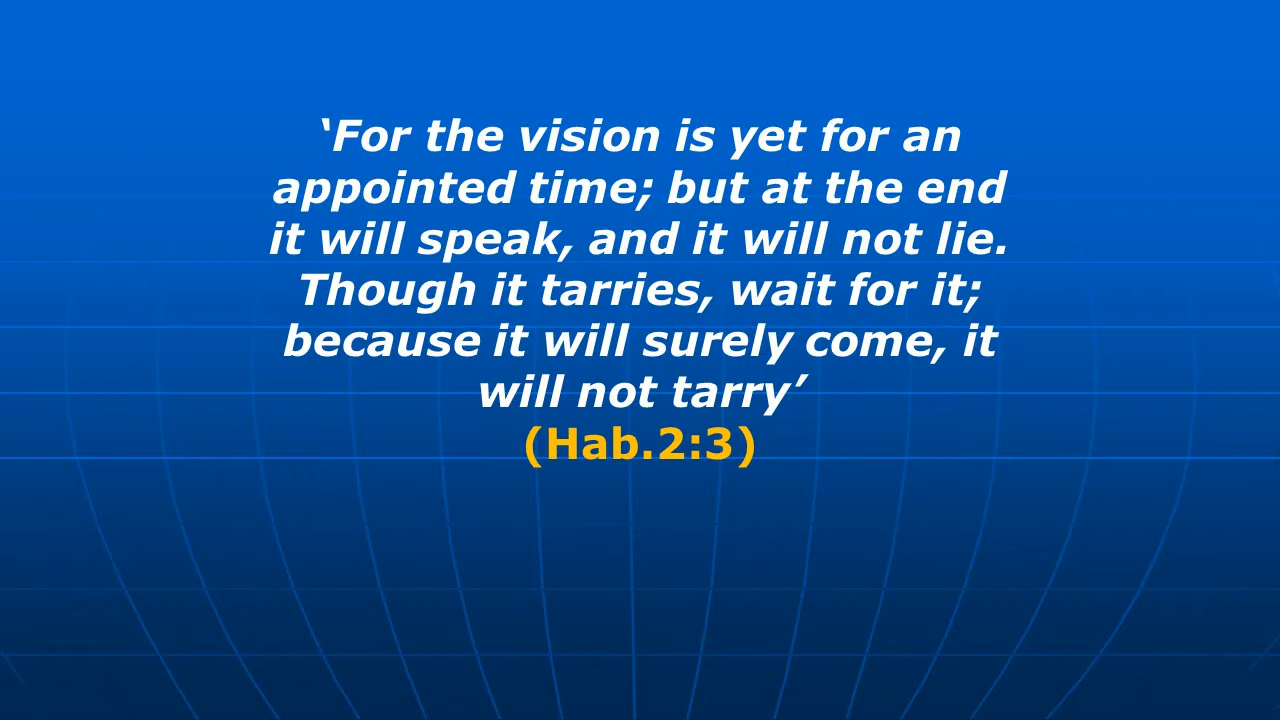 ‘For the vision is yet for an
appointed time; but at the end
it will speak, and it will not lie.
Though it tarries, wait for it;
because it will surely come, it
will not tarry’
(Hab.2:3)